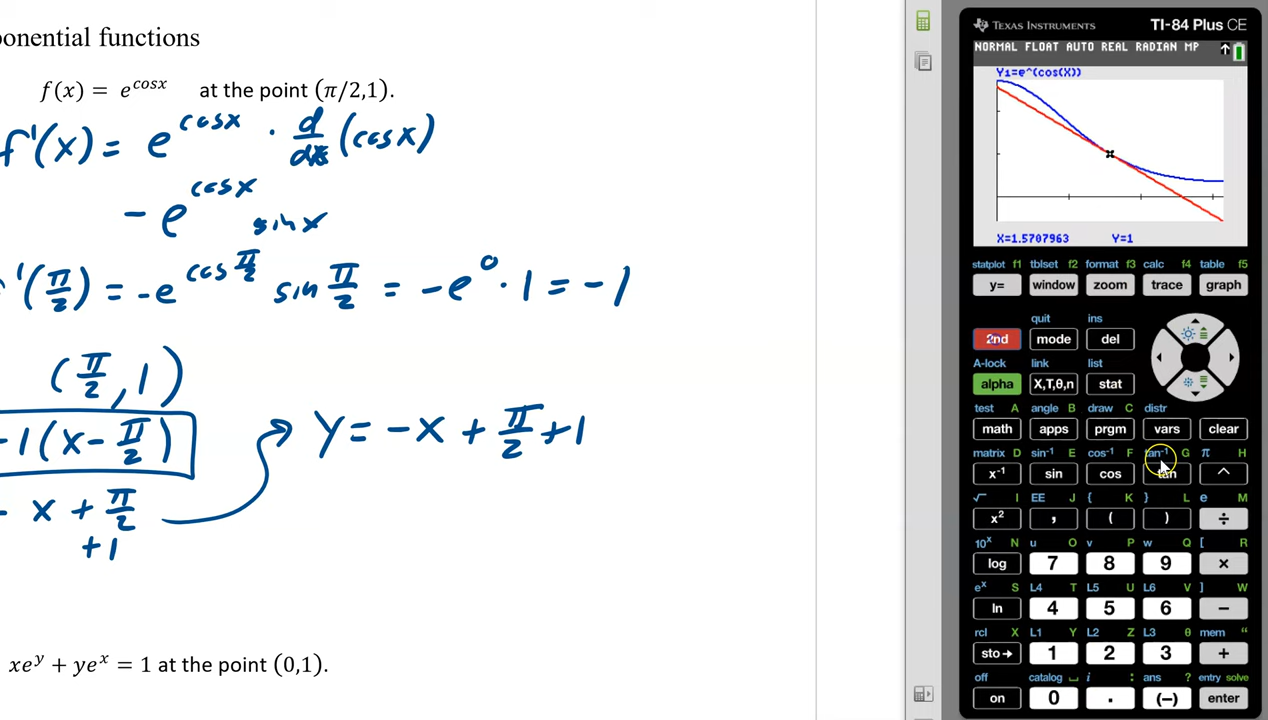 ponential functions
f(x) = e^cosx at the point (π/2,1).
f'(x) = e^cosx · d/dx (cosx)
- e^cosx sin x
'(π/2) = -e^cos π/2 sin π/2 = -e^0 · 1 = -1
(π/2, 1)
-1(x - π/2)
y = -x + π/2 + 1
- x + π/2
+1
xe^y + ye^x = 1 at the point (0,1).
TEXAS INSTRUMENTS TI-84 Plus CE
NORMAL FLOAT AUTO REAL RADIAN MP
Y1=e^(cos(X))
X=1.5707963 Y=1
statplot f1 tblset f2 format f3 calc f4 table f5
y= window zoom trace graph
quit ins
2nd mode del
A-lock link list
alpha X,T,θ,n stat
test A angle B draw C distr
math apps prgm vars clear
matrix D sin⁻¹ E cos⁻¹ F tan⁻¹ G π H
x⁻¹ sin cos tan ^
√ I EE J { K } L e M
x² , ( ) ÷
10ˣ N u O v P w Q [ R
log 7 8 9 ×
eˣ S L4 T L5 U L6 V ] W
ln 4 5 6 −
rcl X L1 Y L2 Z L3 θ mem "
sto→ 1 2 3 +
off catalog ⎵ i : ans ? entry solve
on 0 . (−) enter